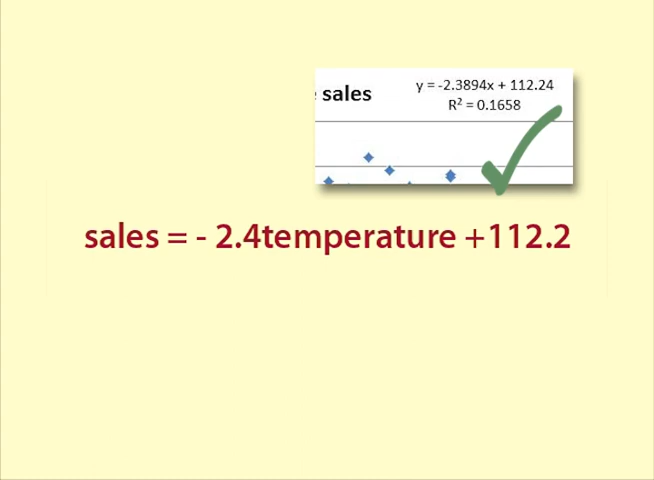 sales
y = -2.3894x + 112.24
R² = 0.1658
sales = - 2.4temperature +112.2